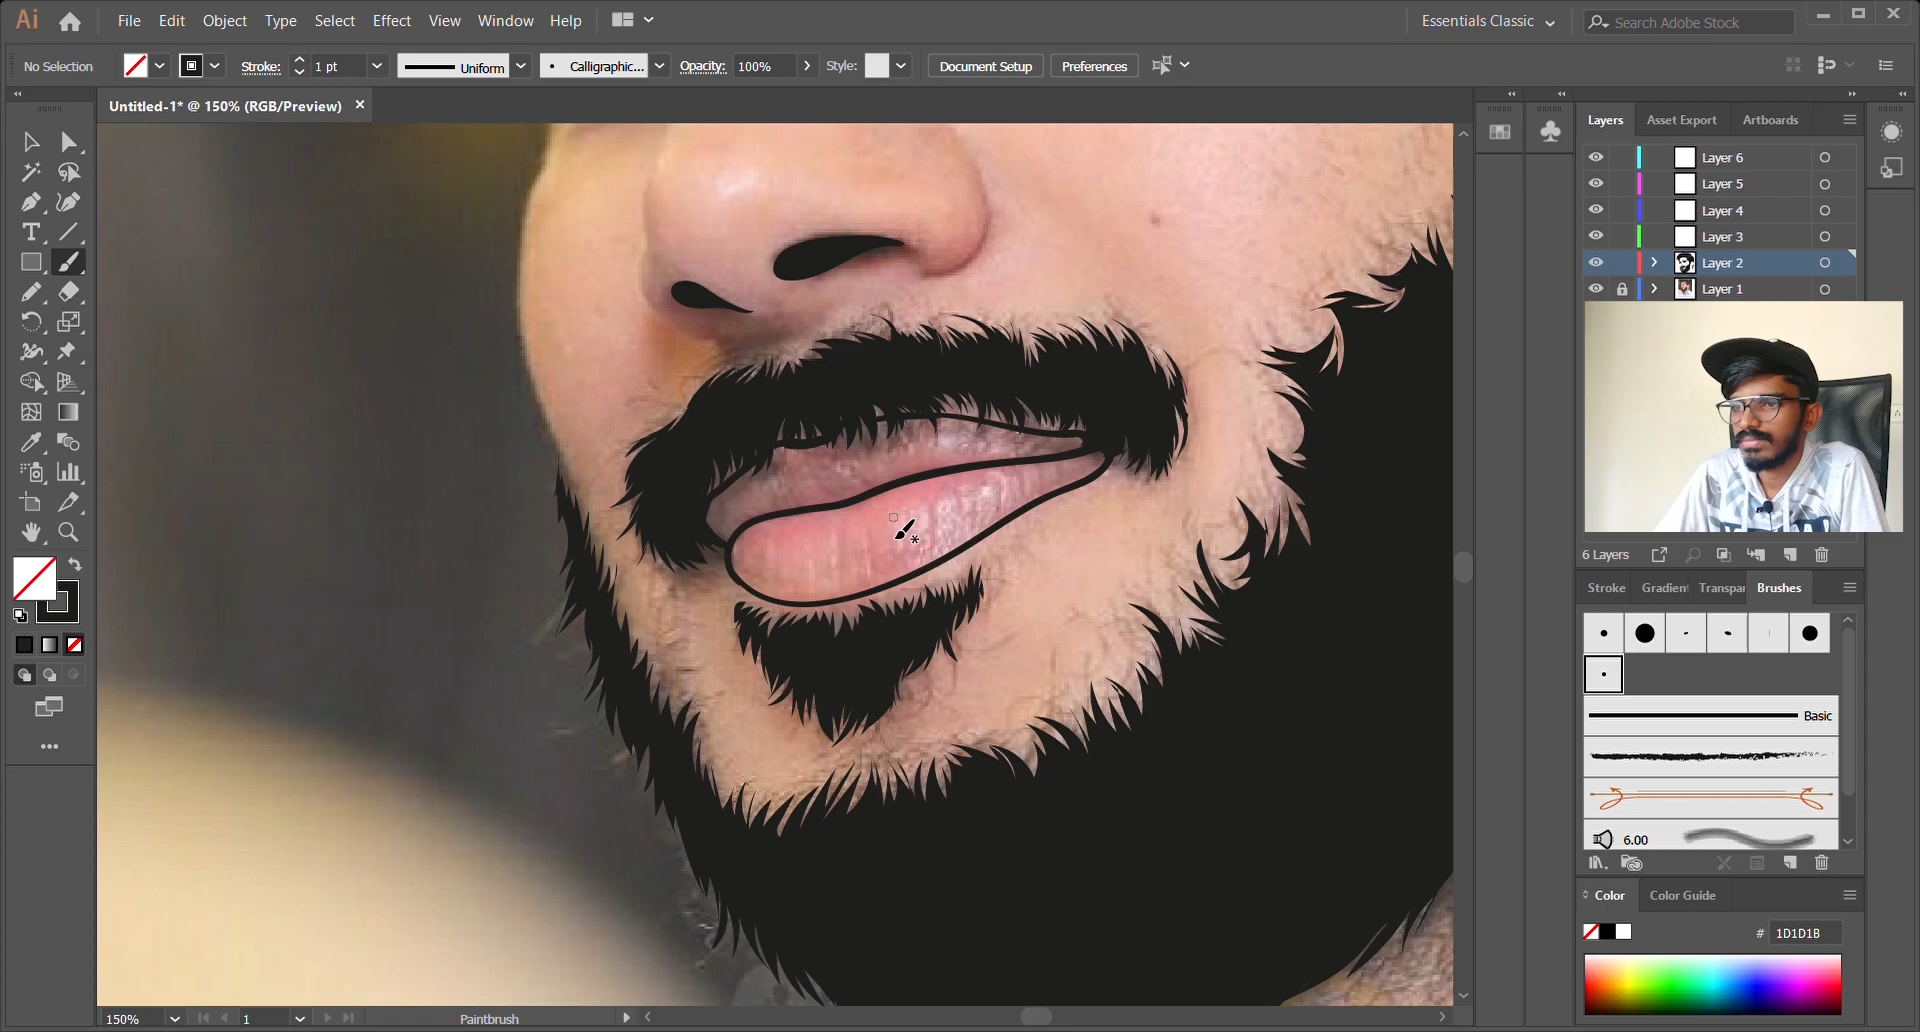 Ai File Edit Object Type Select Effect View Window Help Essentials Classic Search Adobe Stock
No Selection Stroke: 1 pt Uniform Calligraphic... Opacity: 100% Style: Document Setup Preferences
Untitled-1* @ 150% (RGB/Preview)
Layers Asset Export Artboards
Layer 6
Layer 5
Layer 4
Layer 3
Layer 2
Layer 1
6 Layers
Stroke Gradient Transpar Brushes
Basic
6.00
Color Color Guide
# 1D1D1B
150% 1 Paintbrush